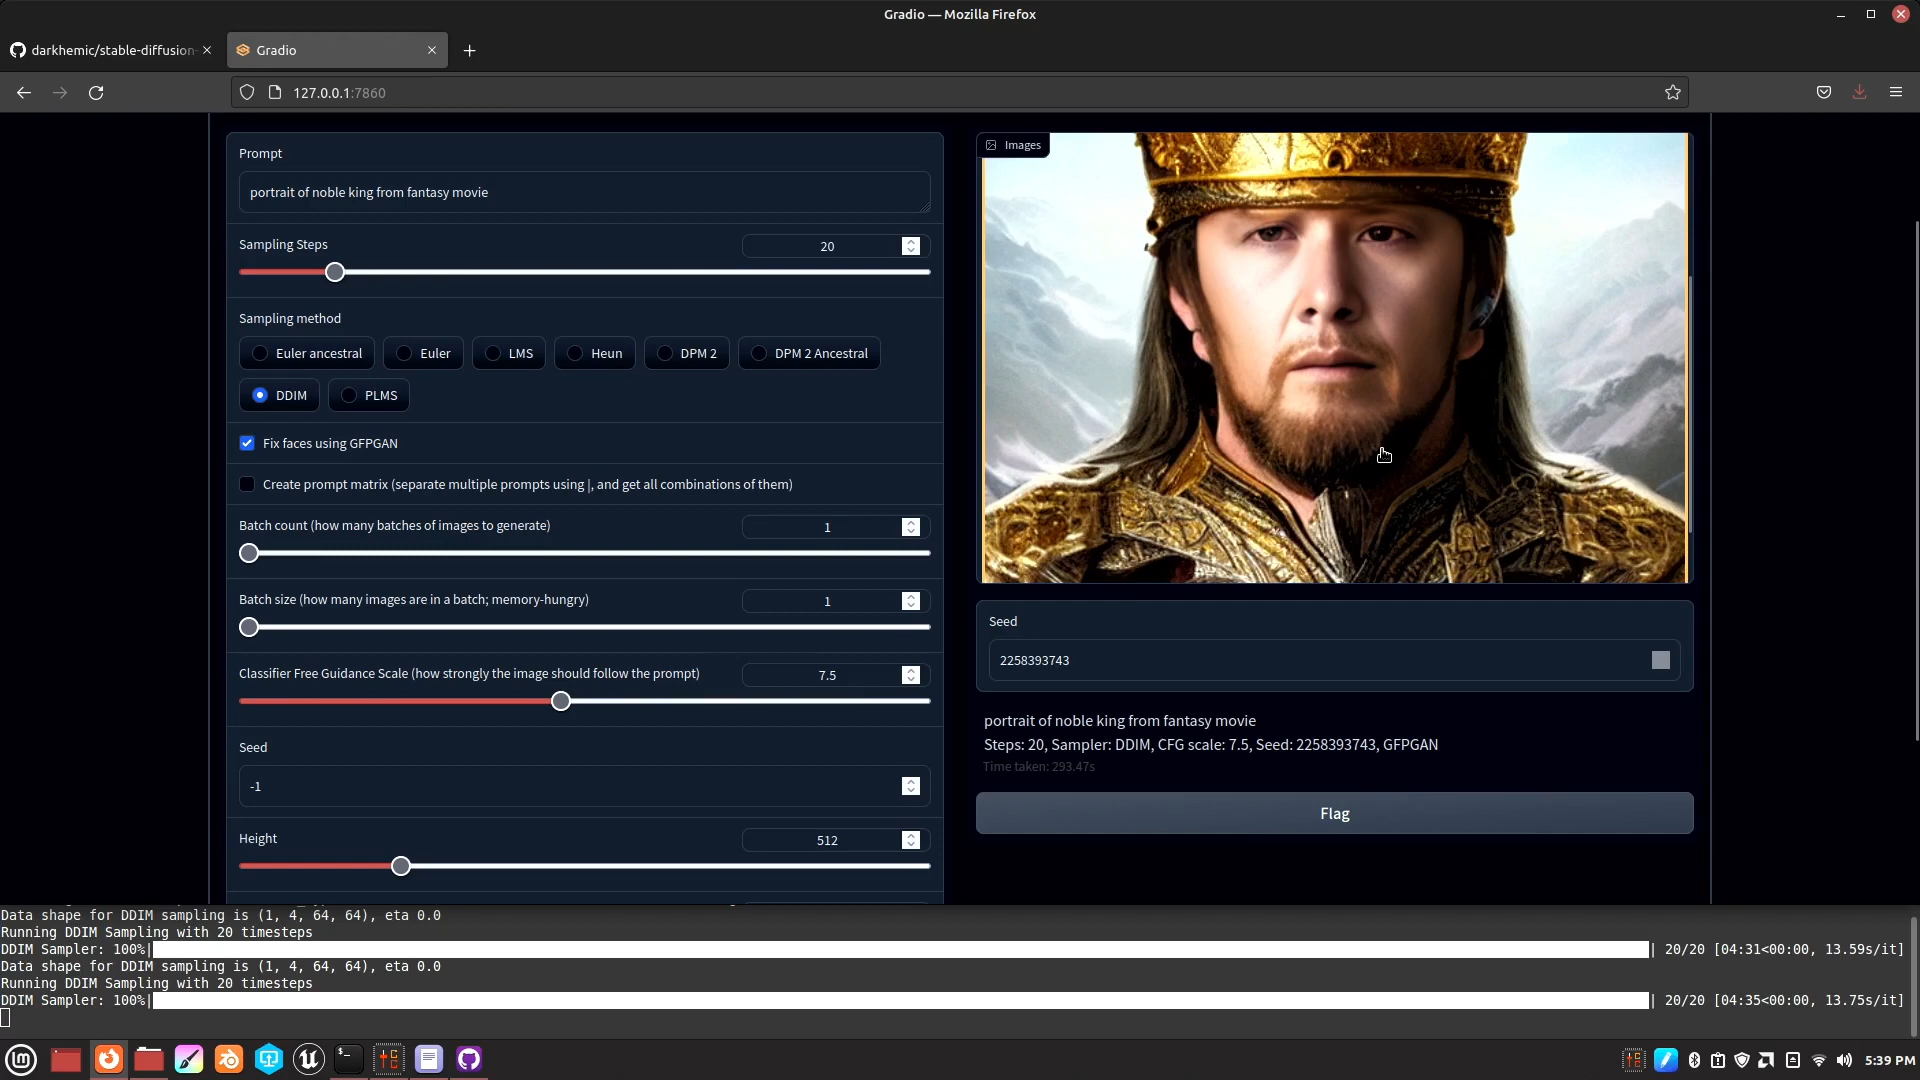 Gradio — Mozilla Firefox
darkhemic/stable-diffusion-
Gradio
127.0.0.1:7860
Prompt
portrait of noble king from fantasy movie
Sampling Steps
20
Sampling method
Euler ancestral
Euler
LMS
Heun
DPM 2
DPM 2 Ancestral
DDIM
PLMS
Fix faces using GFPGAN
Create prompt matrix (separate multiple prompts using |, and get all combinations of them)
Batch count (how many batches of images to generate)
1
Batch size (how many images are in a batch; memory-hungry)
1
Classifier Free Guidance Scale (how strongly the image should follow the prompt)
7.5
Seed
-1
Height
512
Images
Seed
2258393743
portrait of noble king from fantasy movie
Steps: 20, Sampler: DDIM, CFG scale: 7.5, Seed: 2258393743, GFPGAN
Time taken: 293.47s
Flag
Data shape for DDIM sampling is (1, 4, 64, 64), eta 0.0
Running DDIM Sampling with 20 timesteps
DDIM Sampler: 100%| | 20/20 [04:31<00:00, 13.59s/it]
Data shape for DDIM sampling is (1, 4, 64, 64), eta 0.0
Running DDIM Sampling with 20 timesteps
DDIM Sampler: 100%| | 20/20 [04:35<00:00, 13.75s/it]
5:39 PM